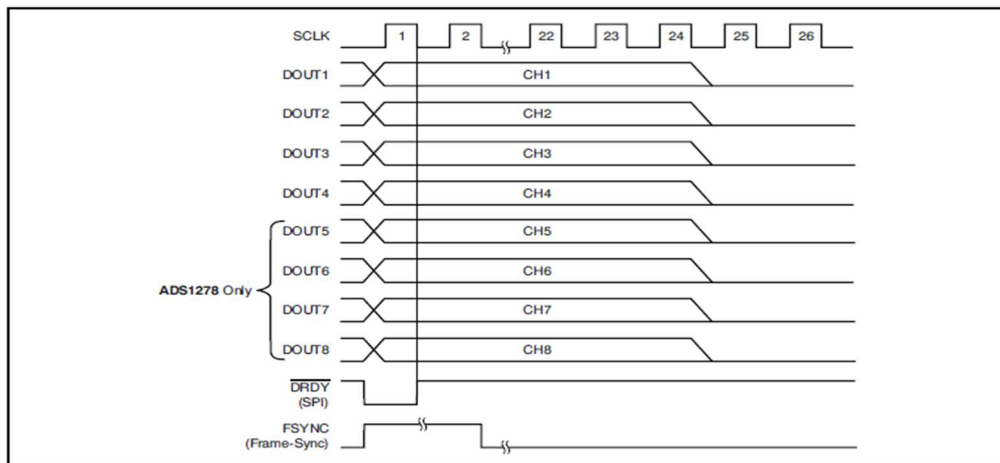 SCLK 1 2 22 23 24 25 26
DOUT1 CH1
DOUT2 CH2
DOUT3 CH3
DOUT4 CH4
DOUT5 CH5
DOUT6 CH6
ADS1278 Only
DOUT7 CH7
DOUT8 CH8
DRDY
(SPI)
FSYNC
(Frame-Sync)